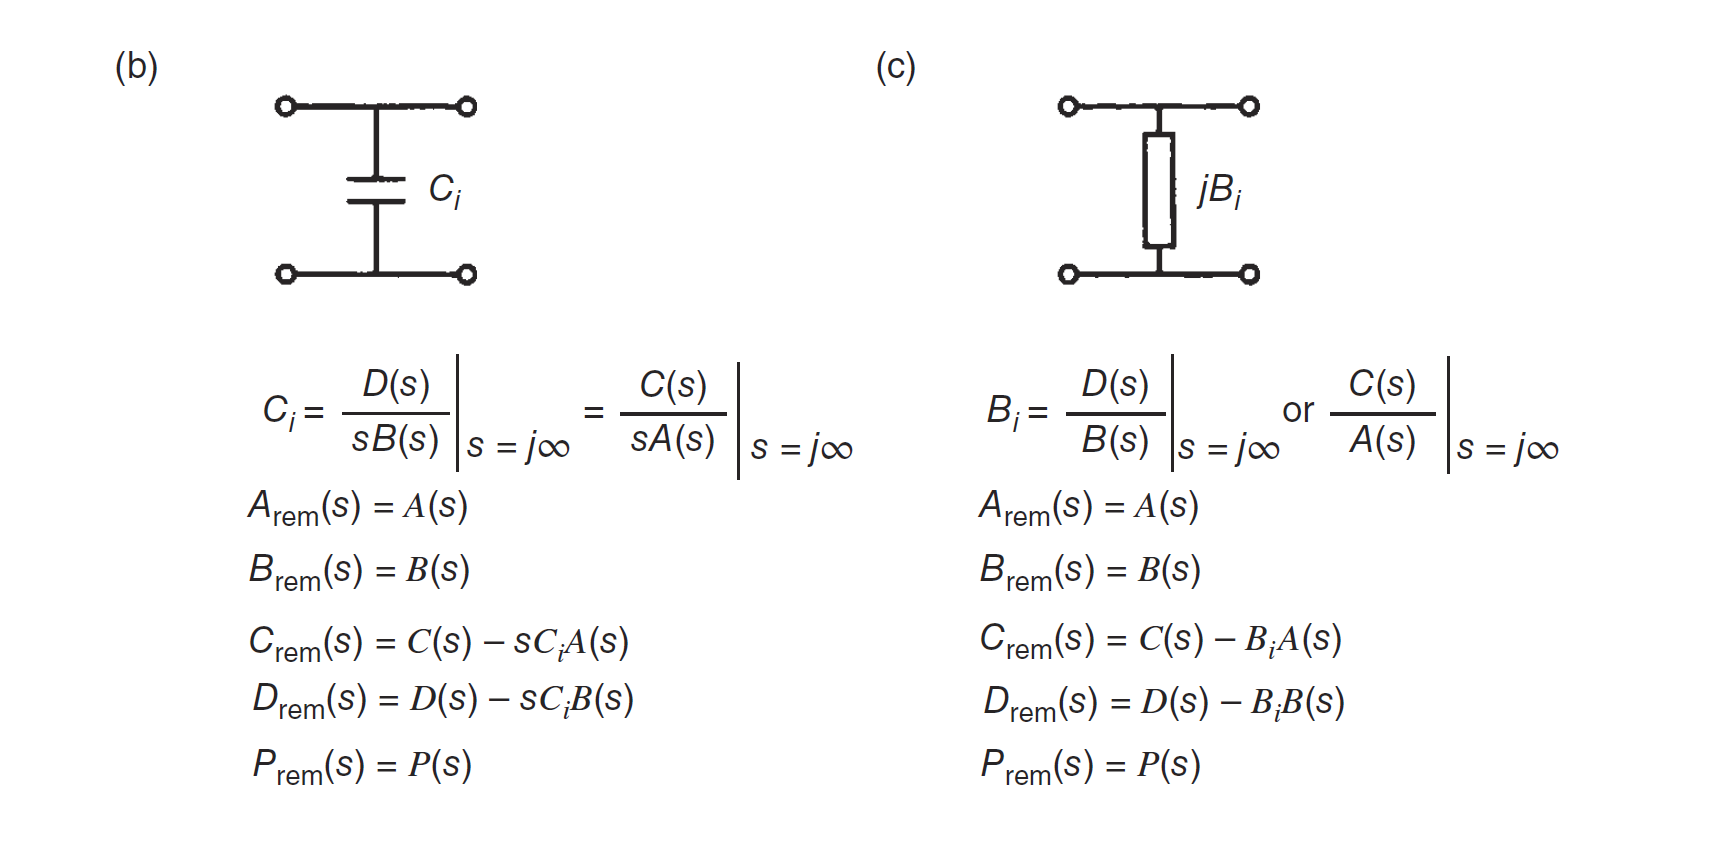 (b)
C_i
C_i = D(s)/sB(s) |s = j∞ = C(s)/sA(s) |s = j∞
A_rem(s) = A(s)
B_rem(s) = B(s)
C_rem(s) = C(s) – sC_iA(s)
D_rem(s) = D(s) – sC_iB(s)
P_rem(s) = P(s)
(c)
jB_i
B_i = D(s)/B(s) |s = j∞ or C(s)/A(s) |s = j∞
A_rem(s) = A(s)
B_rem(s) = B(s)
C_rem(s) = C(s) – B_iA(s)
D_rem(s) = D(s) – B_iB(s)
P_rem(s) = P(s)